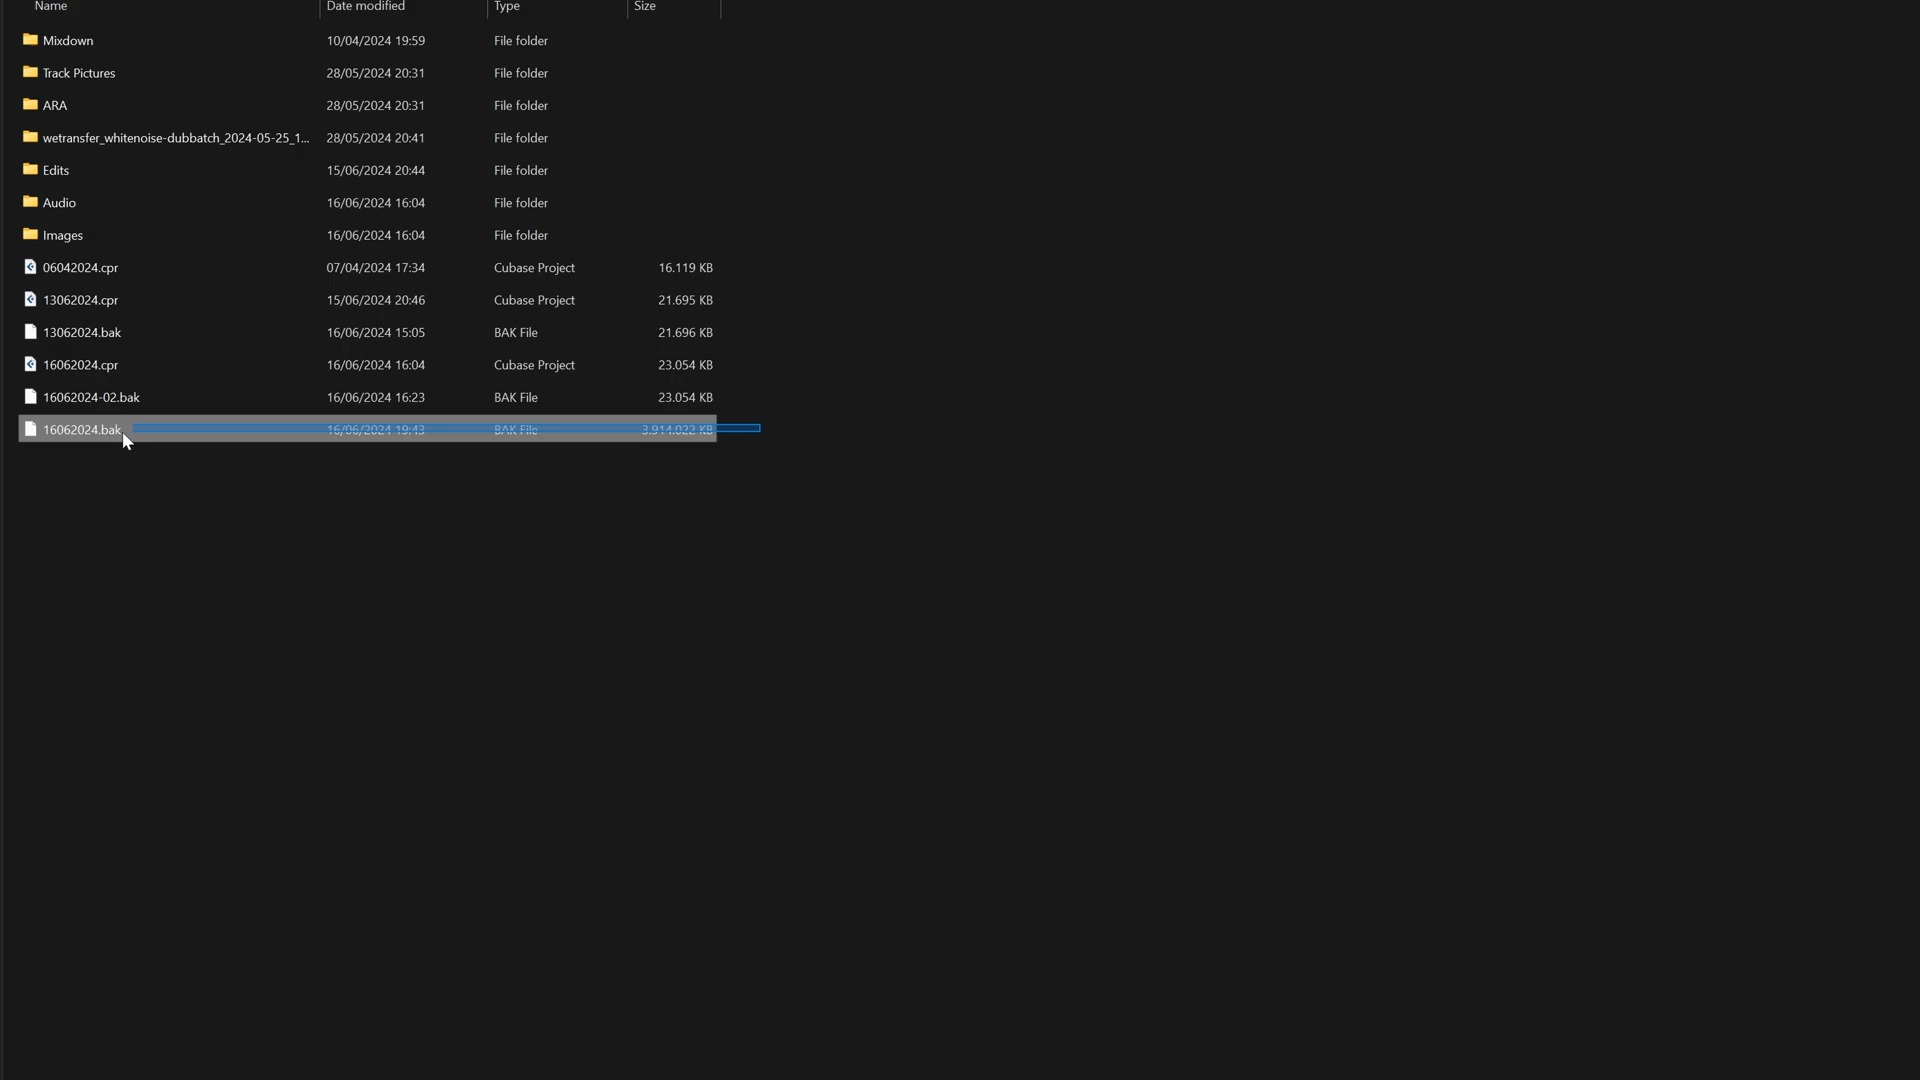 Name Date modified Type Size
Mixdown 10/04/2024 19:59 File folder
Track Pictures 28/05/2024 20:31 File folder
ARA 28/05/2024 20:31 File folder
wetransfer_whitenoise-dubbatch_2024-05-25_1... 28/05/2024 20:41 File folder
Edits 15/06/2024 20:44 File folder
Audio 16/06/2024 16:04 File folder
Images 16/06/2024 16:04 File folder
06042024.cpr 07/04/2024 17:34 Cubase Project 16.119 KB
13062024.cpr 15/06/2024 20:46 Cubase Project 21.695 KB
13062024.bak 16/06/2024 15:05 BAK File 21.696 KB
16062024.cpr 16/06/2024 16:04 Cubase Project 23.054 KB
16062024-02.bak 16/06/2024 16:23 BAK File 23.054 KB
16062024.bak 16/06/2024 19:43 BAK File 3.914.022 KB